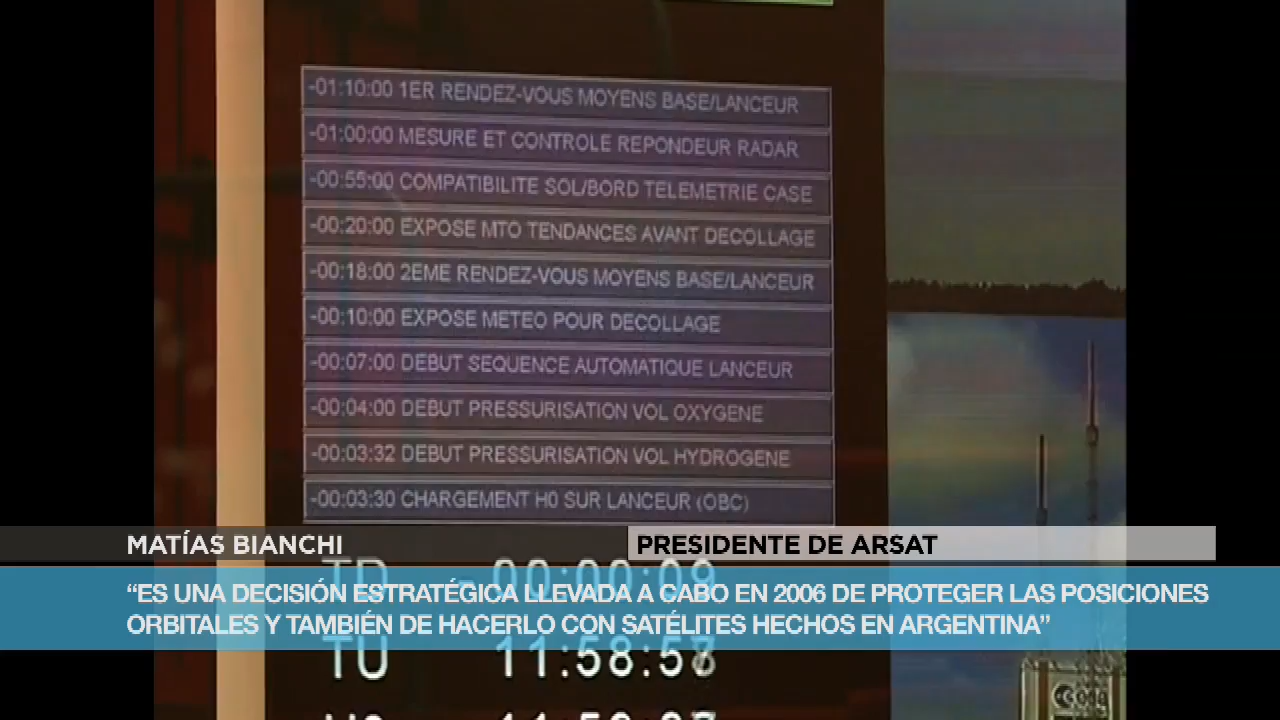 -01:10:00 1ER RENDEZ-VOUS MOYENS BASE/LANCEUR
-01:00:00 MESURE ET CONTROLE REPONDEUR RADAR
-00:55:00 COMPATIBILITE SOL/BORD TELEMETRIE CASE
-00:20:00 EXPOSE MTO TENDANCES AVANT DECOLLAGE
-00:18:00 2EME RENDEZ-VOUS MOYENS BASE/LANCEUR
-00:10:00 EXPOSE METEO POUR DECOLLAGE
-00:07:00 DEBUT SEQUENCE AUTOMATIQUE LANCEUR
-00:04:00 DEBUT PRESSURISATION VOL OXYGENE
-00:03:32 DEBUT PRESSURISATION VOL HYDROGENE
-00:03:30 CHARGEMENT H0 SUR LANCEUR (OBC)
MATÍAS BIANCHI
PRESIDENTE DE ARSAT
TD
“ES UNA DECISIÓN ESTRATÉGICA LLEVADA A CABO EN 2006 DE PROTEGER LAS POSICIONES
ORBITALES Y TAMBIÉN DE HACERLO CON SATÉLITES HECHOS EN ARGENTINA”
TU
esa